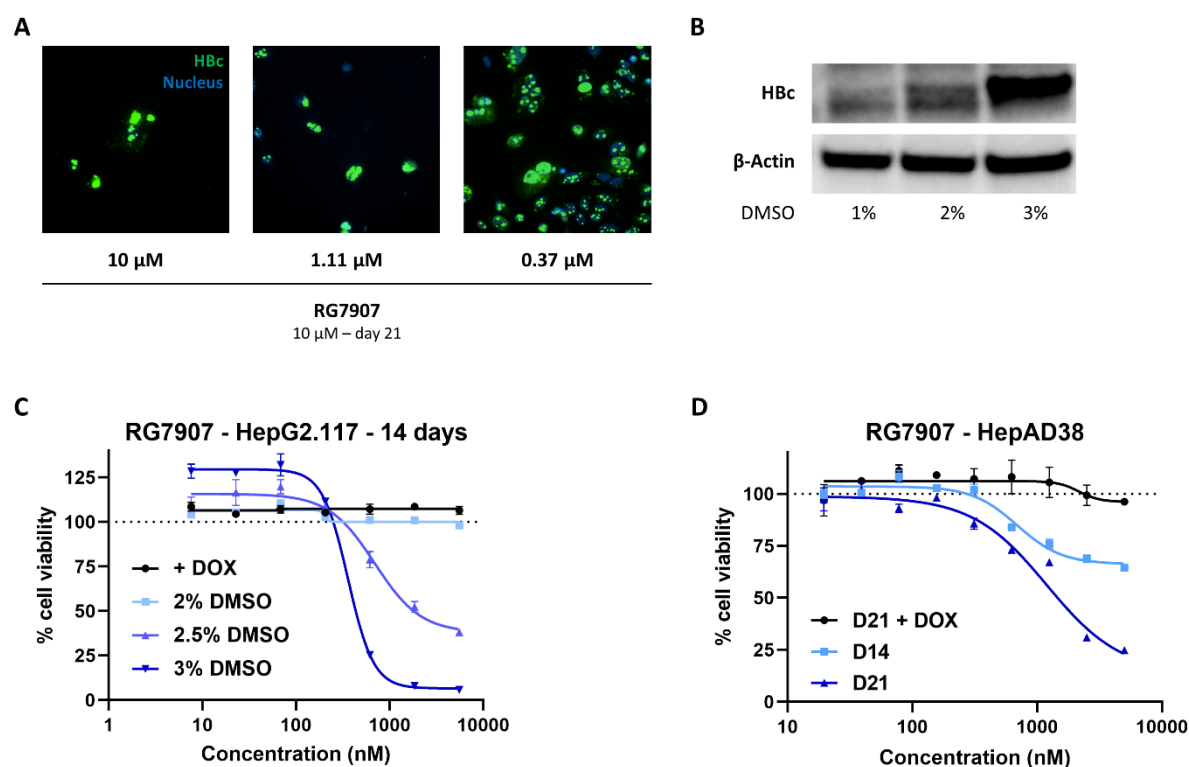 A
HBc
Nucleus
10 µM
1.11 µM
0.37 µM
RG7907
10 µM – day 21
B
HBc
β-Actin
DMSO
1%
2%
3%
C
RG7907 - HepG2.117 - 14 days
% cell viability
125
100
75
50
25
0
+ DOX
2% DMSO
2.5% DMSO
3% DMSO
1
10
100
1000
10000
Concentration (nM)
D
RG7907 - HepAD38
% cell viability
100
75
50
25
0
D21 + DOX
D14
D21
10
100
1000
10000
Concentration (nM)